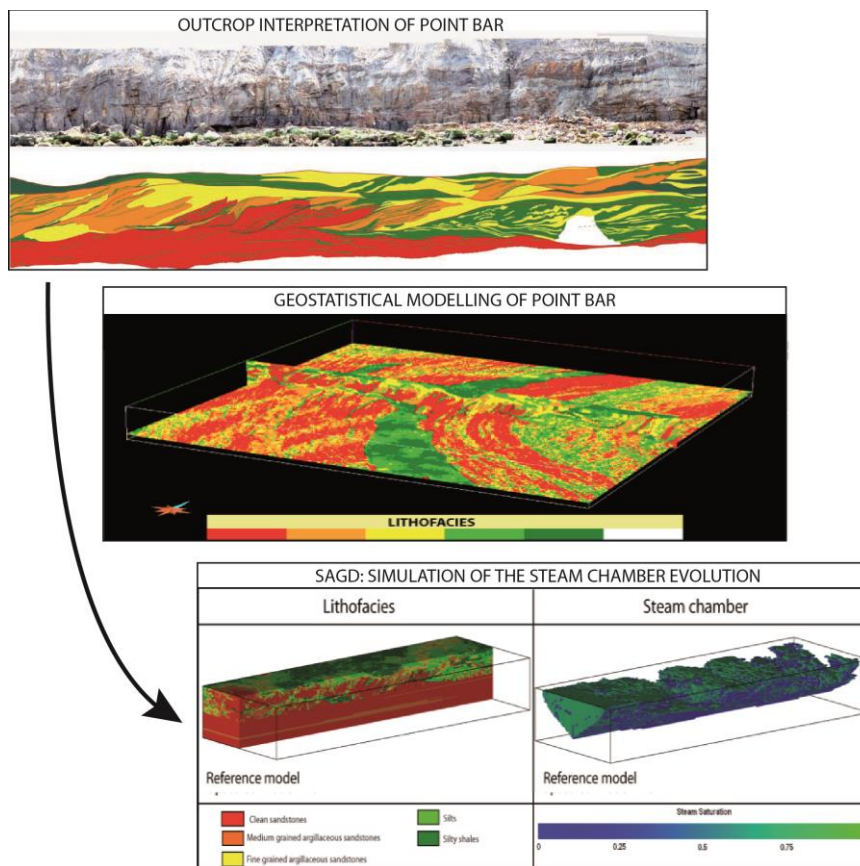 OUTCROP INTERPRETATION OF POINT BAR
GEOSTATISTICAL MODELLING OF POINT BAR
LITHOFACIES
SAGD: SIMULATION OF THE STEAM CHAMBER EVOLUTION
Lithofacies
Steam chamber
Reference model
Reference model
Clean sandstones
Medium grained argillaceous sandstones
Fine grained argillaceous sandstones
Silts
Silty shales
Steam Saturation
0 0.25 0.5 0.75